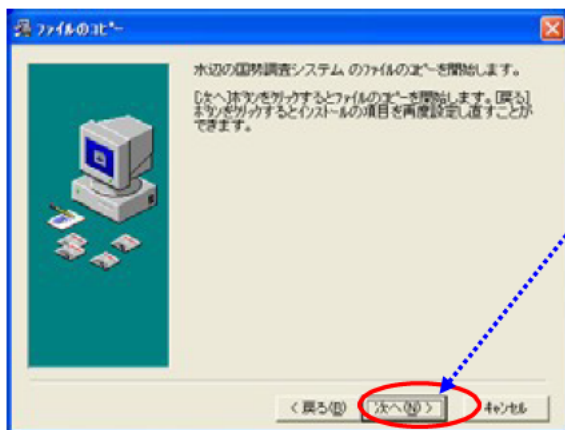 ファイルのコピー
水辺の国勢調査システム のファイルのコピーを開始します。
[次へ]ボタンをクリックするとファイルのコピーを開始します。[戻る]
ボタンをクリックするとインストールの項目を再度設定し直すことが
できます。
< 戻る(B)
次へ(N) >
キャンセル